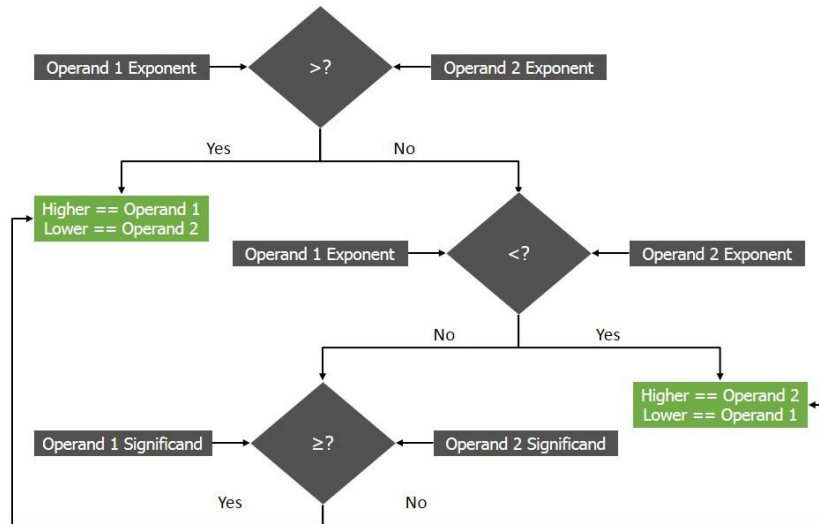 Operand 1 Exponent
>?
Operand 2 Exponent
Yes
No
Higher == Operand 1
Lower == Operand 2
Operand 1 Exponent
<?
Operand 2 Exponent
No
Yes
Higher == Operand 2
Lower == Operand 1
Operand 1 Significand
≥?
Operand 2 Significand
Yes
No